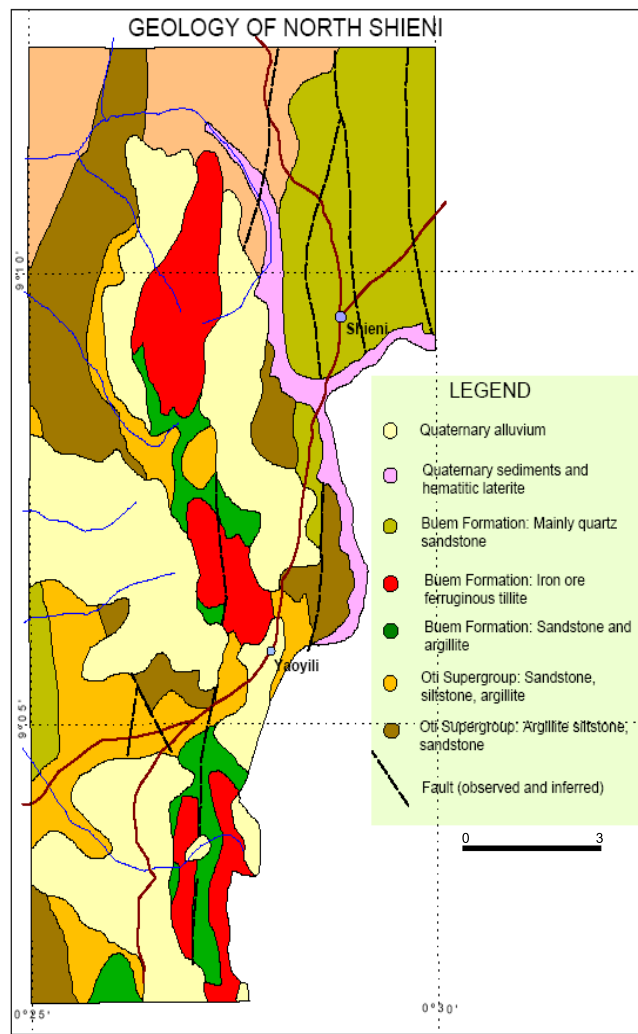 GEOLOGY OF NORTH SHIENI
9°10'
Shieni
LEGEND
Quaternary alluvium
Quaternary sediments and
hematitic laterite
Buem Formation: Mainly quartz
sandstone
Buem Formation: Iron ore
ferruginous tillite
Buem Formation: Sandstone and
argillite
Oti Supergroup: Sandstone,
siltstone, argillite
Oti Supergroup: Argillite siltstone,
sandstone
Fault (observed and inferred)
Yaoyili
9°05'
0
3
0°25'
0°30'